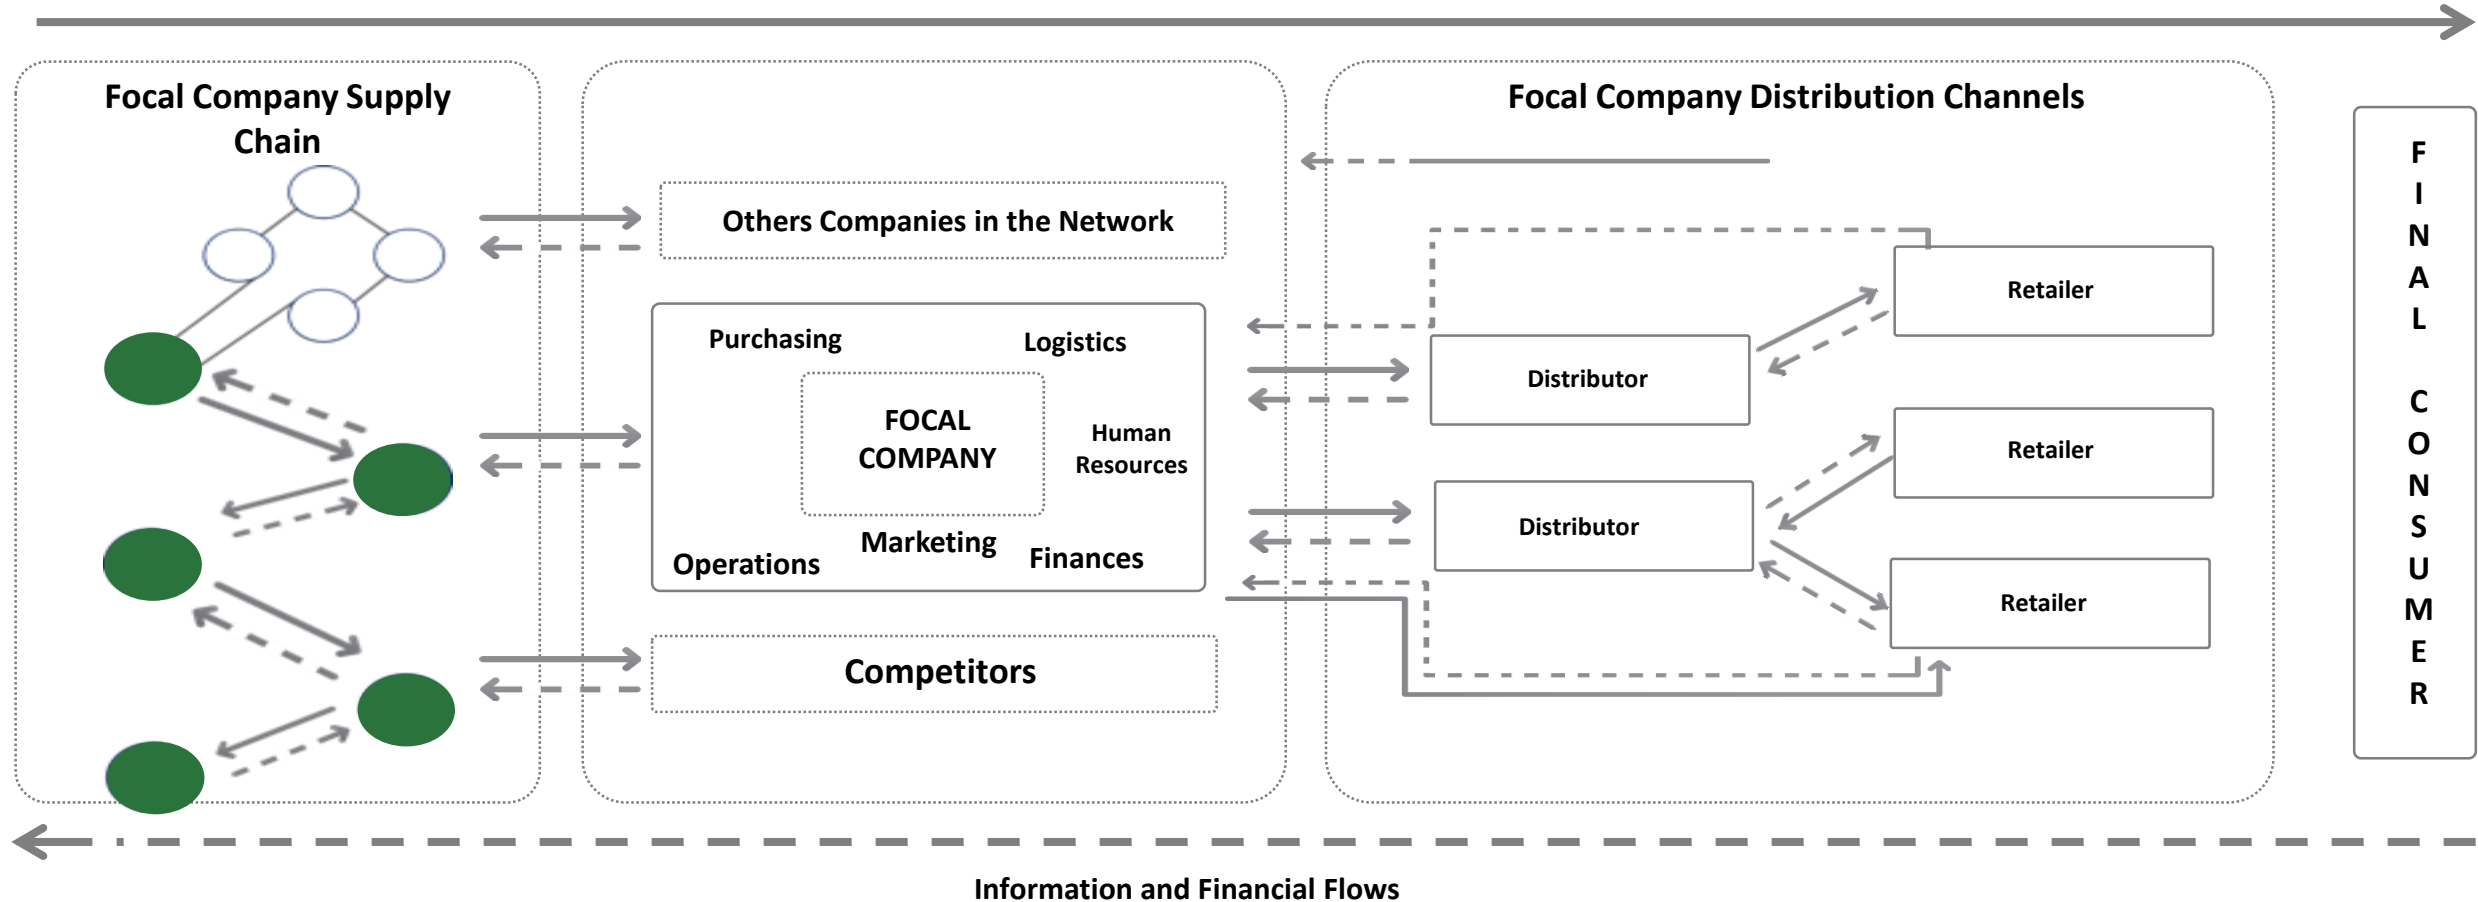 Focal Company Supply
Chain
Others Companies in the Network
Purchasing
Logistics
FOCAL
COMPANY
Human
Resources
Marketing
Operations
Finances
Competitors
Focal Company Distribution Channels
Retailer
Distributor
Retailer
Distributor
Retailer
F
I
N
A
L
C
O
N
S
U
M
E
R
Information and Financial Flows